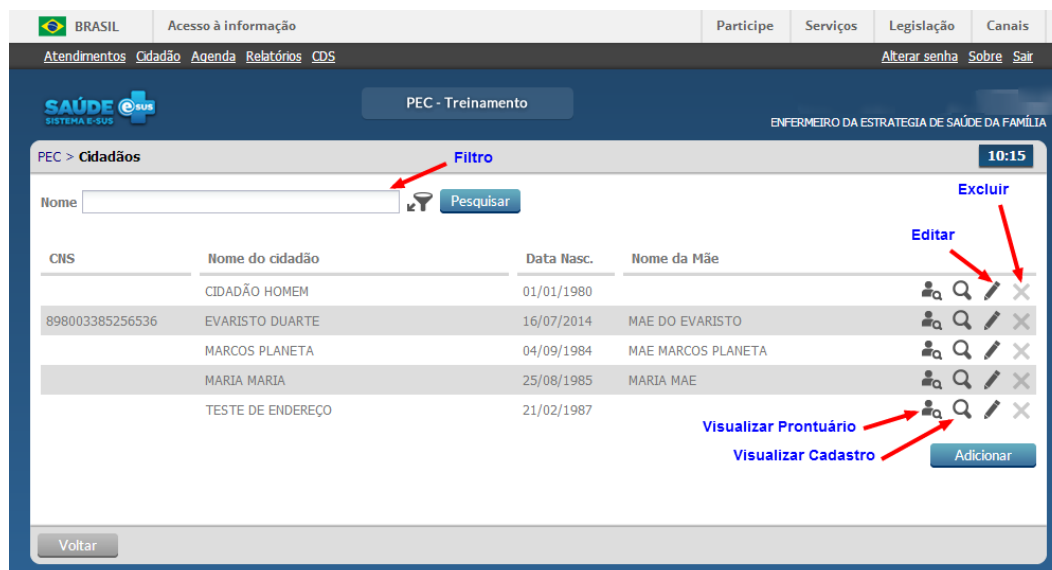 BRASIL Acesso à informação Participe Serviços Legislação Canais
Atendimentos Cidadão Agenda Relatórios CDS Alterar senha Sobre Sair
SAÚDE e-sus PEC - Treinamento
SISTEMA E-SUS ENFERMEIRO DA ESTRATEGIA DE SAÚDE DA FAMÍLIA
PEC > Cidadãos Filtro 10:15
Excluir
Nome Pesquisar
Editar
CNS Nome do cidadão Data Nasc. Nome da Mãe
CIDADÃO HOMEM 01/01/1980
898003385256536 EVARISTO DUARTE 16/07/2014 MAE DO EVARISTO
MARCOS PLANETA 04/09/1984 MAE MARCOS PLANETA
MARIA MARIA 25/08/1985 MARIA MAE
TESTE DE ENDEREÇO 21/02/1987
Visualizar Prontuário
Visualizar Cadastro Adicionar
Voltar